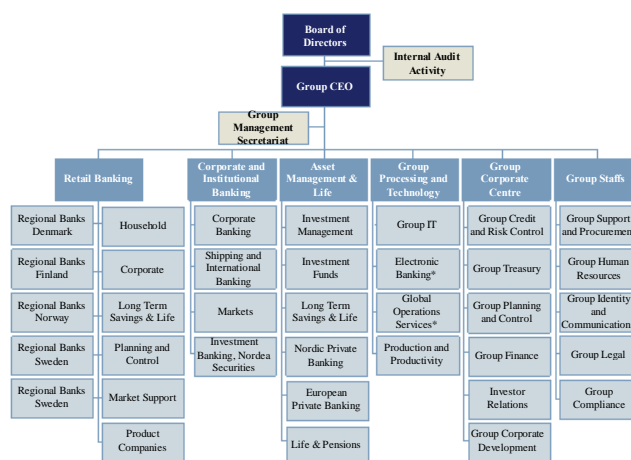 Board of
Directors
Internal Audit
Activity
Group CEO
Group
Management
Secretariat
Retail Banking
Corporate and
Institutional
Banking
Asset
Management &
Life
Group
Processing and
Technology
Group
Corporate
Centre
Group Staffs
Regional Banks
Denmark
Regional Banks
Finland
Regional Banks
Norway
Regional Banks
Sweden
Regional Banks
Sweden
Household
Corporate
Long Term
Savings & Life
Planning and
Control
Market Support
Product
Companies
Corporate
Banking
Shipping and
International
Banking
Markets
Investment
Banking, Nordea
Securities
Investment
Management
Investment
Funds
Long Term
Savings & Life
Nordic Private
Banking
European
Private Banking
Life & Pensions
Group IT
Electronic
Banking*
Global
Operations
Services*
Production and
Productivity
Group Credit
and Risk Control
Group Treasury
Group Planning
and Control
Group Finance
Investor
Relations
Group Corporate
Development
Group Support
and Procurement
Group Human
Resources
Group Identity
and
Communications
Group Legal
Group
Compliance